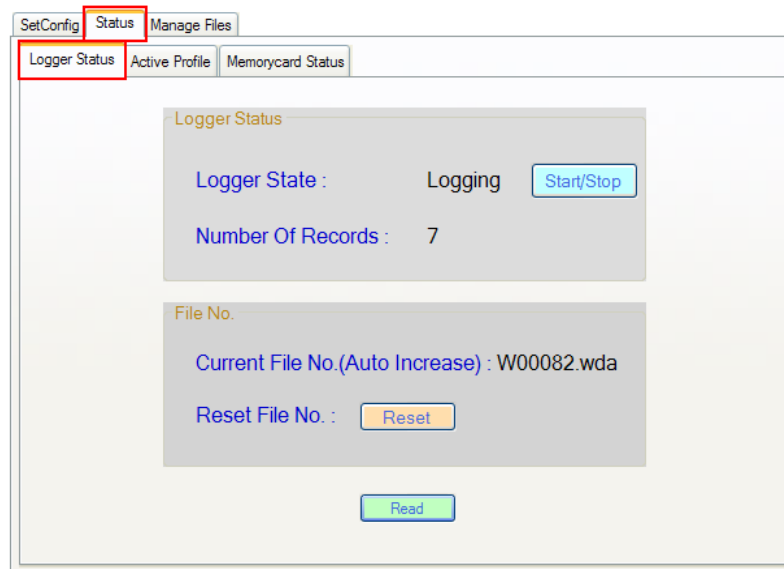 SetConfig Status Manage Files
Logger Status Active Profile Memorycard Status
Logger Status
Logger State : Logging Start/Stop
Number Of Records : 7
File No.
Current File No.(Auto Increase) : W00082.wda
Reset File No. : Reset
Read